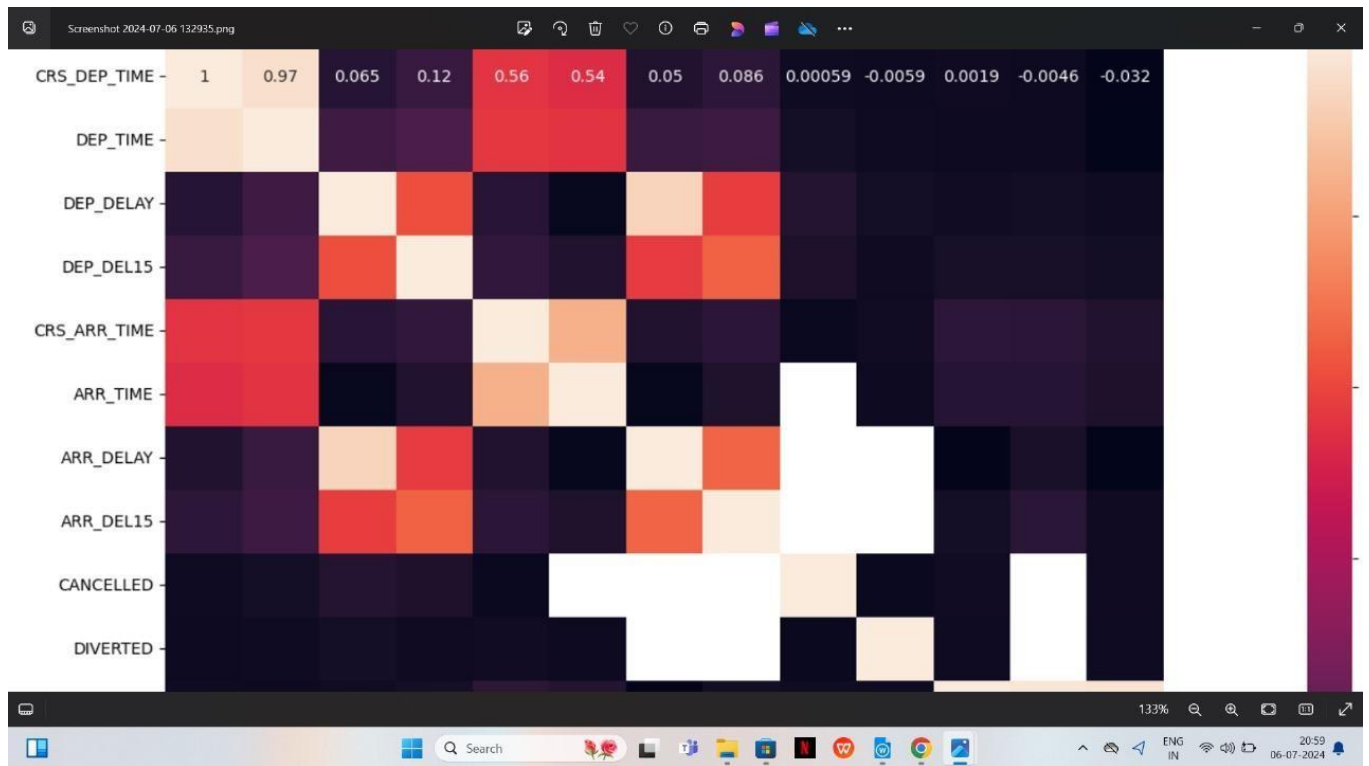 Screenshot 2024-07-06 132935.png
CRS_DEP_TIME - 1 0.97 0.065 0.12 0.56 0.54 0.05 0.086 0.00059 -0.0059 0.0019 -0.0046 -0.032
DEP_TIME -
DEP_DELAY -
DEP_DEL15 -
CRS_ARR_TIME -
ARR_TIME -
ARR_DELAY -
ARR_DEL15 -
CANCELLED -
DIVERTED -
133%
Search
ENG 20:59
IN 06-07-2024